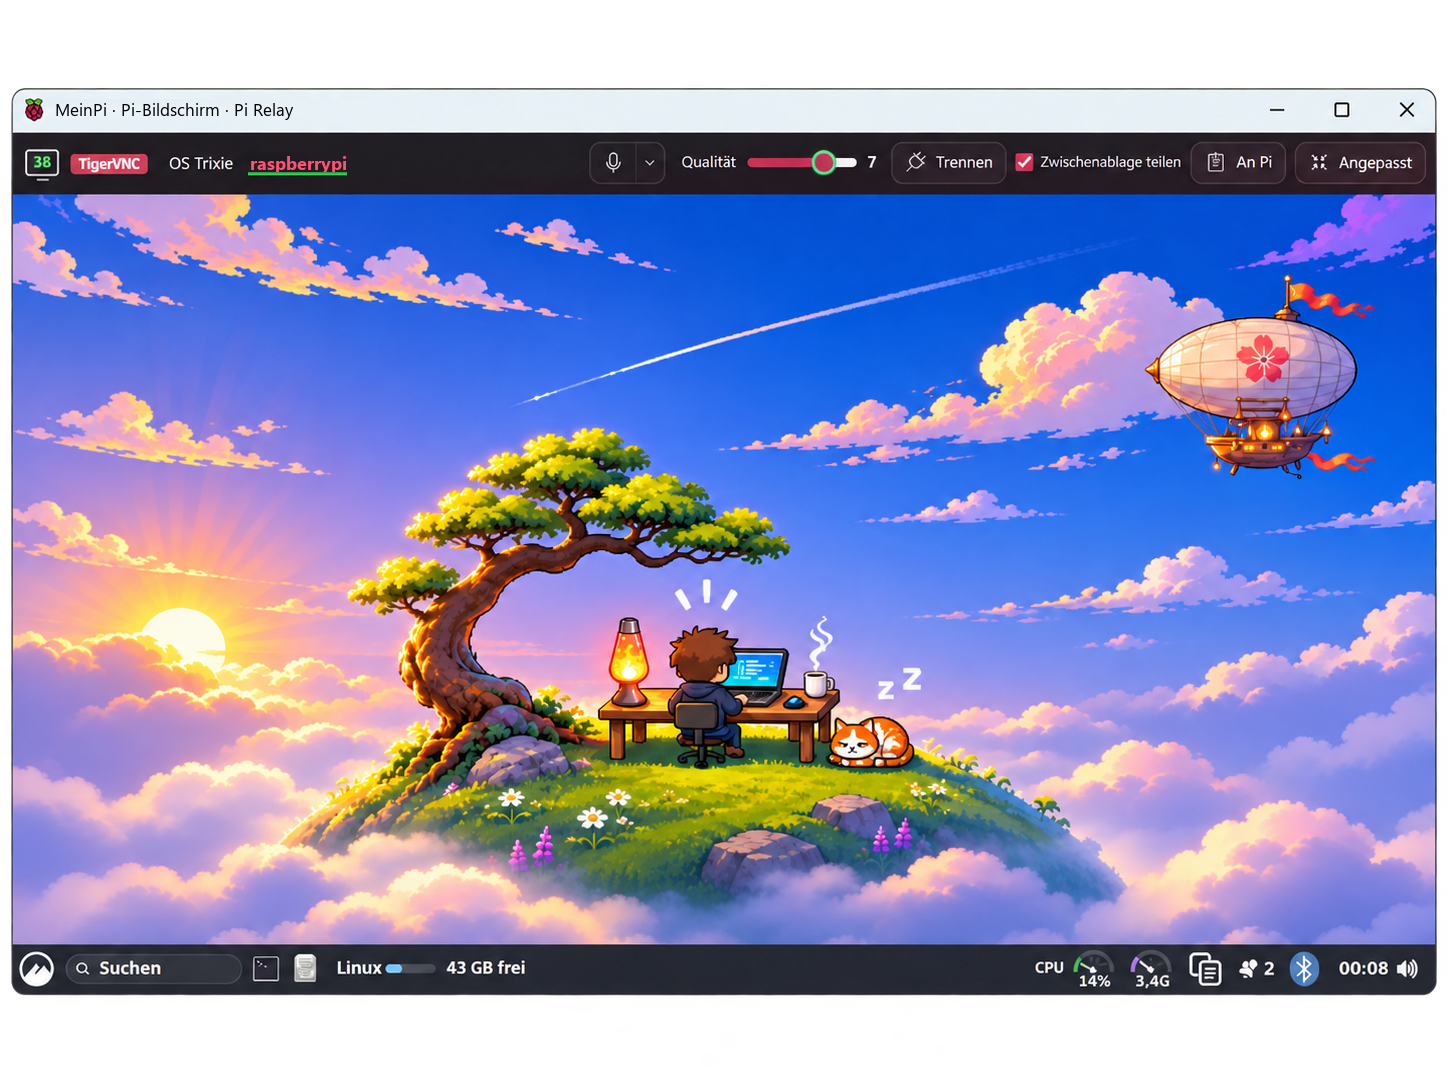 MeinPi · Pi-Bildschirm · Pi Relay
38 TigerVNC OS Trixie raspberrypi Qualität 7 Trennen Zwischenablage teilen An Pi Angepasst
z Z
Suchen Linux 43 GB frei CPU 14% 3,4G 2 00:08